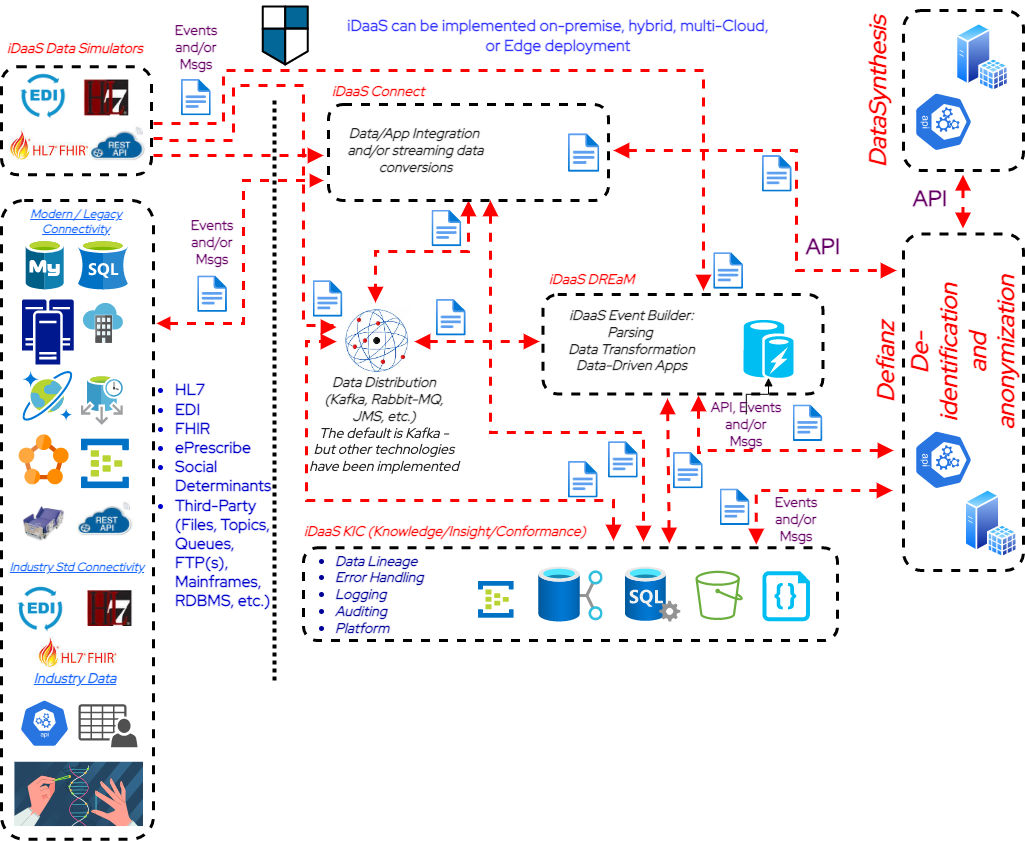 iDaaS can be implemented on-premise, hybrid, multi-Cloud,
or Edge deployment
iDaaS Data Simulators
EDI
H7
HL7 FHIR
REST
API
Events
and/or
Msgs
iDaaS Connect
Data/App Integration
and/or streaming data
conversions
DataSynthesis
api
API
Modern / Legacy
Connectivity
My
SQL
REST
API
Industry Std Connectivity
EDI
H7
HL7 FHIR
Industry Data
api
Events
and/or
Msgs
• HL7
• EDI
• FHIR
• ePrescribe
• Social
Determinants
• Third-Party
(Files, Topics,
Queues,
FTP(s),
Mainframes,
RDBMS, etc.)
Data Distribution
(Kafka, Rabbit-MQ,
JMS, etc.)
The default is Kafka -
but other technologies
have been implemented
iDaaS DREaM
iDaaS Event Builder:
Parsing
Data Transformation
Data-Driven Apps
API
API, Events
and/or
Msgs
Defianz
De-
identification
and
anonymization
api
Events
and/or
Msgs
iDaaS KIC (Knowledge/Insight/Conformance)
• Data Lineage
• Error Handling
• Logging
• Auditing
• Platform
SQL
{}